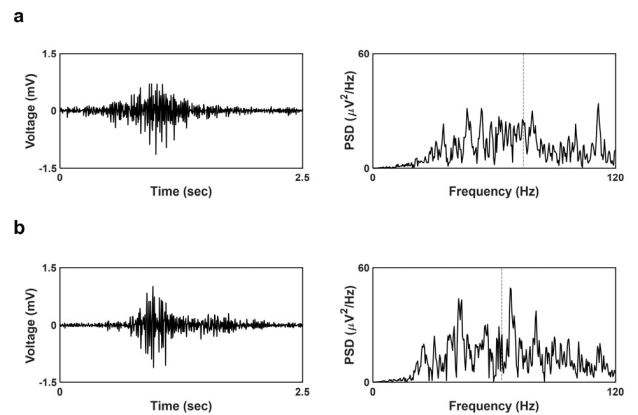 a
1.5
0
-1.5
Voltage (mV)
0
2.5
Time (sec)
60
0
PSD (μV²/Hz)
0
120
Frequency (Hz)
b
1.5
0
-1.5
Voltage (mV)
0
2.5
Time (sec)
60
0
PSD (μV²/Hz)
0
120
Frequency (Hz)